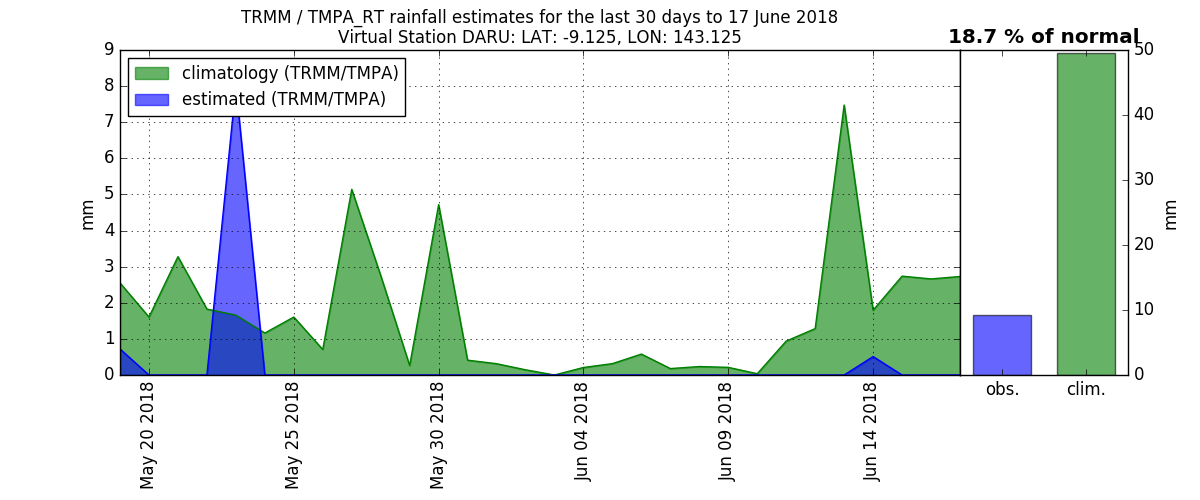 TRMM / TMPA_RT rainfall estimates for the last 30 days to 17 June 2018
Virtual Station DARU: LAT: -9.125, LON: 143.125
18.7 % of normal
climatology (TRMM/TMPA)
estimated (TRMM/TMPA)
mm
9
8
7
6
5
4
3
2
1
0
May 20 2018
May 25 2018
May 30 2018
Jun 04 2018
Jun 09 2018
Jun 14 2018
obs.
clim.
50
40
30
20
10
0
mm